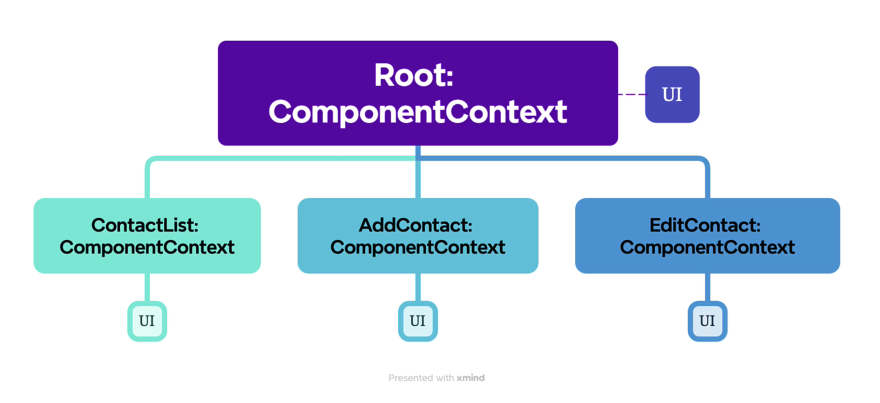 Root:
ComponentContext
UI
ContactList:
ComponentContext
AddContact:
ComponentContext
EditContact:
ComponentContext
UI
UI
UI
Presented with xmind